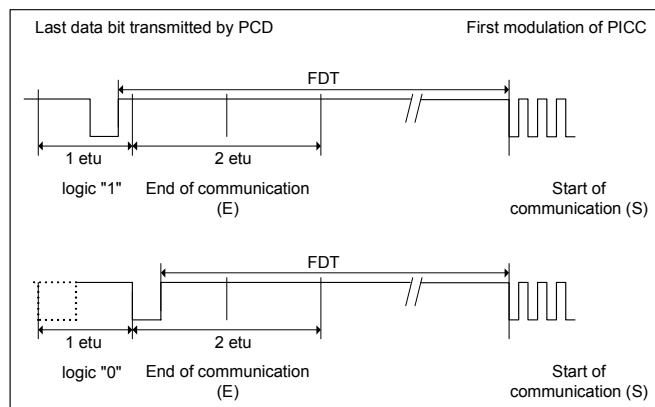 Last data bit transmitted by PCD First modulation of PICC
FDT
1 etu 2 etu
logic "1" End of communication (E) Start of communication (S)
FDT
1 etu 2 etu
logic "0" End of communication (E) Start of communication (S)